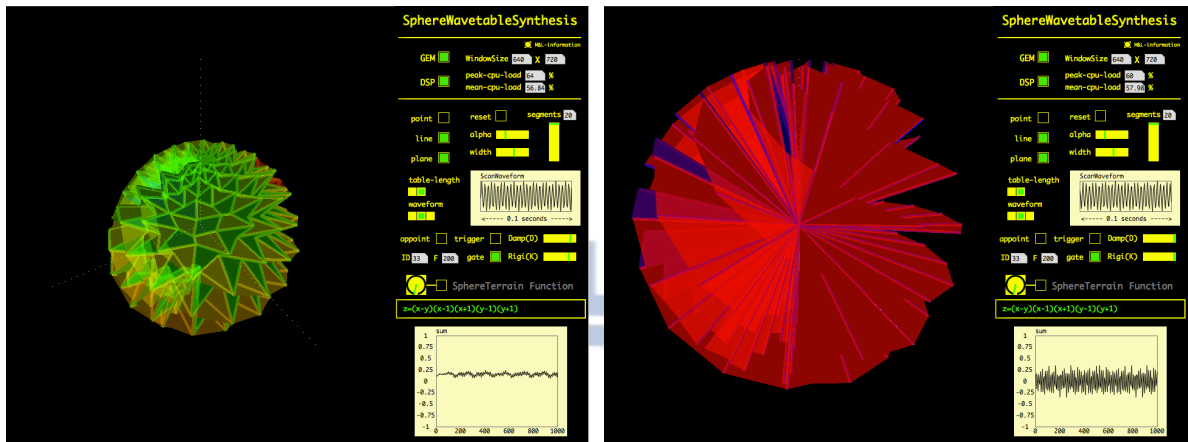 SphereWavetableSynthesis
M&L-information
GEM WindowSize 640 X 720
DSP peak-cpu-load 64 %
mean-cpu-load 56.84 %
point reset segments 20
line alpha
plane width
table-length
waveform
ScanWaveform
<----- 0.1 seconds ---->
appoint trigger Damp(D)
ID 33 F 200 gate Rigi(K)
SphereTerrain Function
z=(x-y)(x-1)(x+1)(y-1)(y+1)
sum
1
0.75
0.5
0.25
0
-0.25
-0.5
-0.75
-1
0 200 400 600 800 1000
SphereWavetableSynthesis
M&L-information
GEM WindowSize 640 X 720
DSP peak-cpu-load 60 %
mean-cpu-load 57.98 %
point reset segments 20
line alpha
plane width
table-length
waveform
ScanWaveform
<----- 0.1 seconds ---->
appoint trigger Damp(D)
ID 33 F 200 gate Rigi(K)
SphereTerrain Function
z=(x-y)(x-1)(x+1)(y-1)(y+1)
sum
1
0.75
0.5
0.25
0
-0.25
-0.5
-0.75
-1
0 200 400 600 800 1000